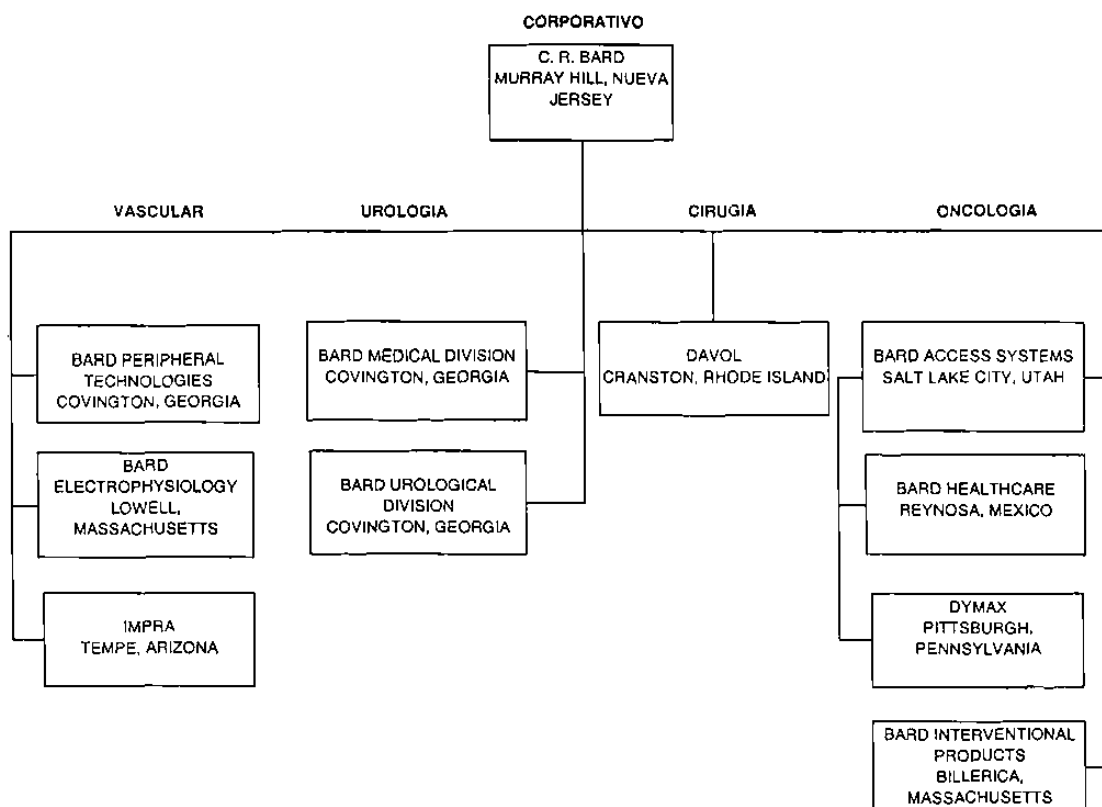 CORPORATIVO
C. R. BARD
MURRAY HILL, NUEVA
JERSEY
VASCULAR
UROLOGIA
CIRUGIA
ONCOLOGIA
BARD PERIPHERAL
TECHNOLOGIES
COVINGTON, GEORGIA
BARD MEDICAL DIVISION
COVINGTON, GEORGIA
DAVOL
CRANSTON, RHODE ISLAND
BARD ACCESS SYSTEMS
SALT LAKE CITY, UTAH
BARD
ELECTROPHYSIOLOGY
LOWELL,
MASSACHUSETTS
BARD UROLOGICAL
DIVISION
COVINGTON, GEORGIA
BARD HEALTHCARE
REYNOSA, MEXICO
IMPRA
TEMPE, ARIZONA
DYMAX
PITTSBURGH,
PENNSYLVANIA
BARD INTERVENTIONAL
PRODUCTS
BILLERICA,
MASSACHUSETTS